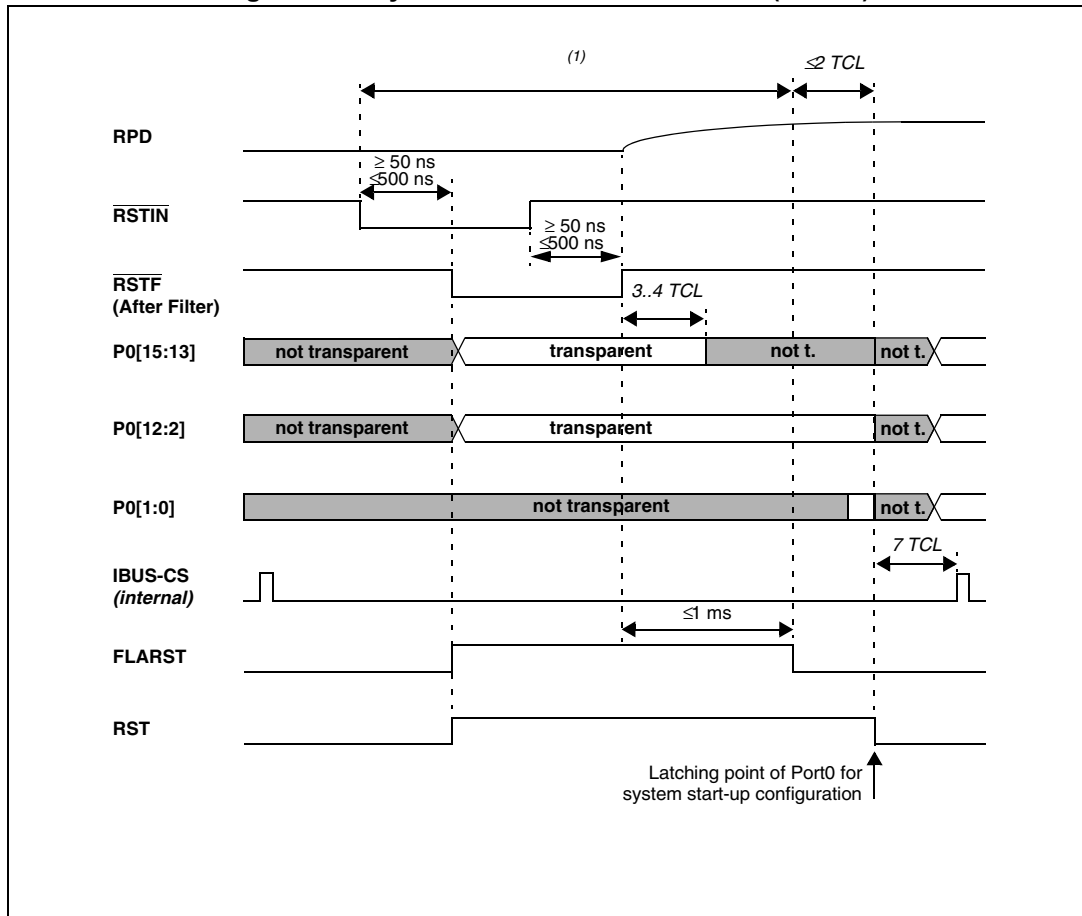 (1)
≤2 TCL
RPD
≥ 50 ns
≤500 ns
RSTIN
≥ 50 ns
≤500 ns
RSTF
(After Filter)
3..4 TCL
P0[15:13]
not transparent
transparent
not t.
not t.
P0[12:2]
not transparent
transparent
not t.
P0[1:0]
not transparent
not t.
7 TCL
IBUS-CS
(internal)
≤1 ms
FLARST
RST
Latching point of Port0 for
system start-up configuration